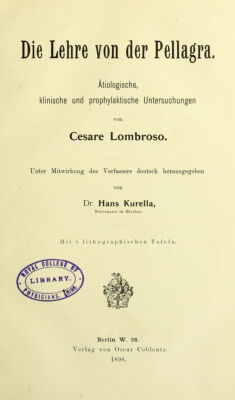 Die Lehre von der Pellagra.
Ätiologische,
klinische und prophylaktische Untersuchungen
von
Cesare Lombroso.
Unter Mitwirkung des Verfassers deutsch herausgegeben
von
Dr. Hans Kurella,
Nervenarzt in Breslau.
Mit 5 lithographischen Tafeln.
ROYAL COLLEGE OF
LIBRARY.
PHYSICIANS, EDINR
Berlin W. 35.
Verlag von Oscar Coblentz.
1898.